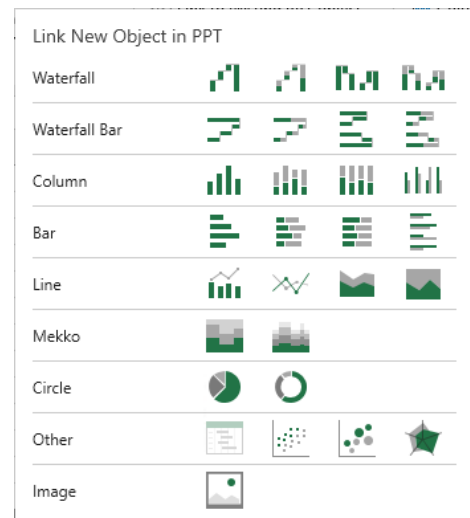 Link New Object in PPT
Waterfall
Waterfall Bar
Column
Bar
Line
Mekko
Circle
Other
Image